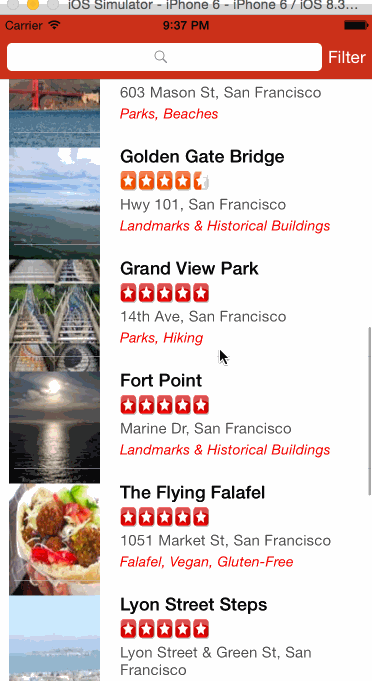 iOS Simulator - iPhone 6 - iPhone 6 / iOS 8.3...
Carrier 9:37 PM
Filter
603 Mason St, San Francisco
Parks, Beaches
Golden Gate Bridge
Hwy 101, San Francisco
Landmarks & Historical Buildings
Grand View Park
14th Ave, San Francisco
Parks, Hiking
Fort Point
Marine Dr, San Francisco
Landmarks & Historical Buildings
The Flying Falafel
1051 Market St, San Francisco
Falafel, Vegan, Gluten-Free
Lyon Street Steps
Lyon Street & Green St, San
Francisco